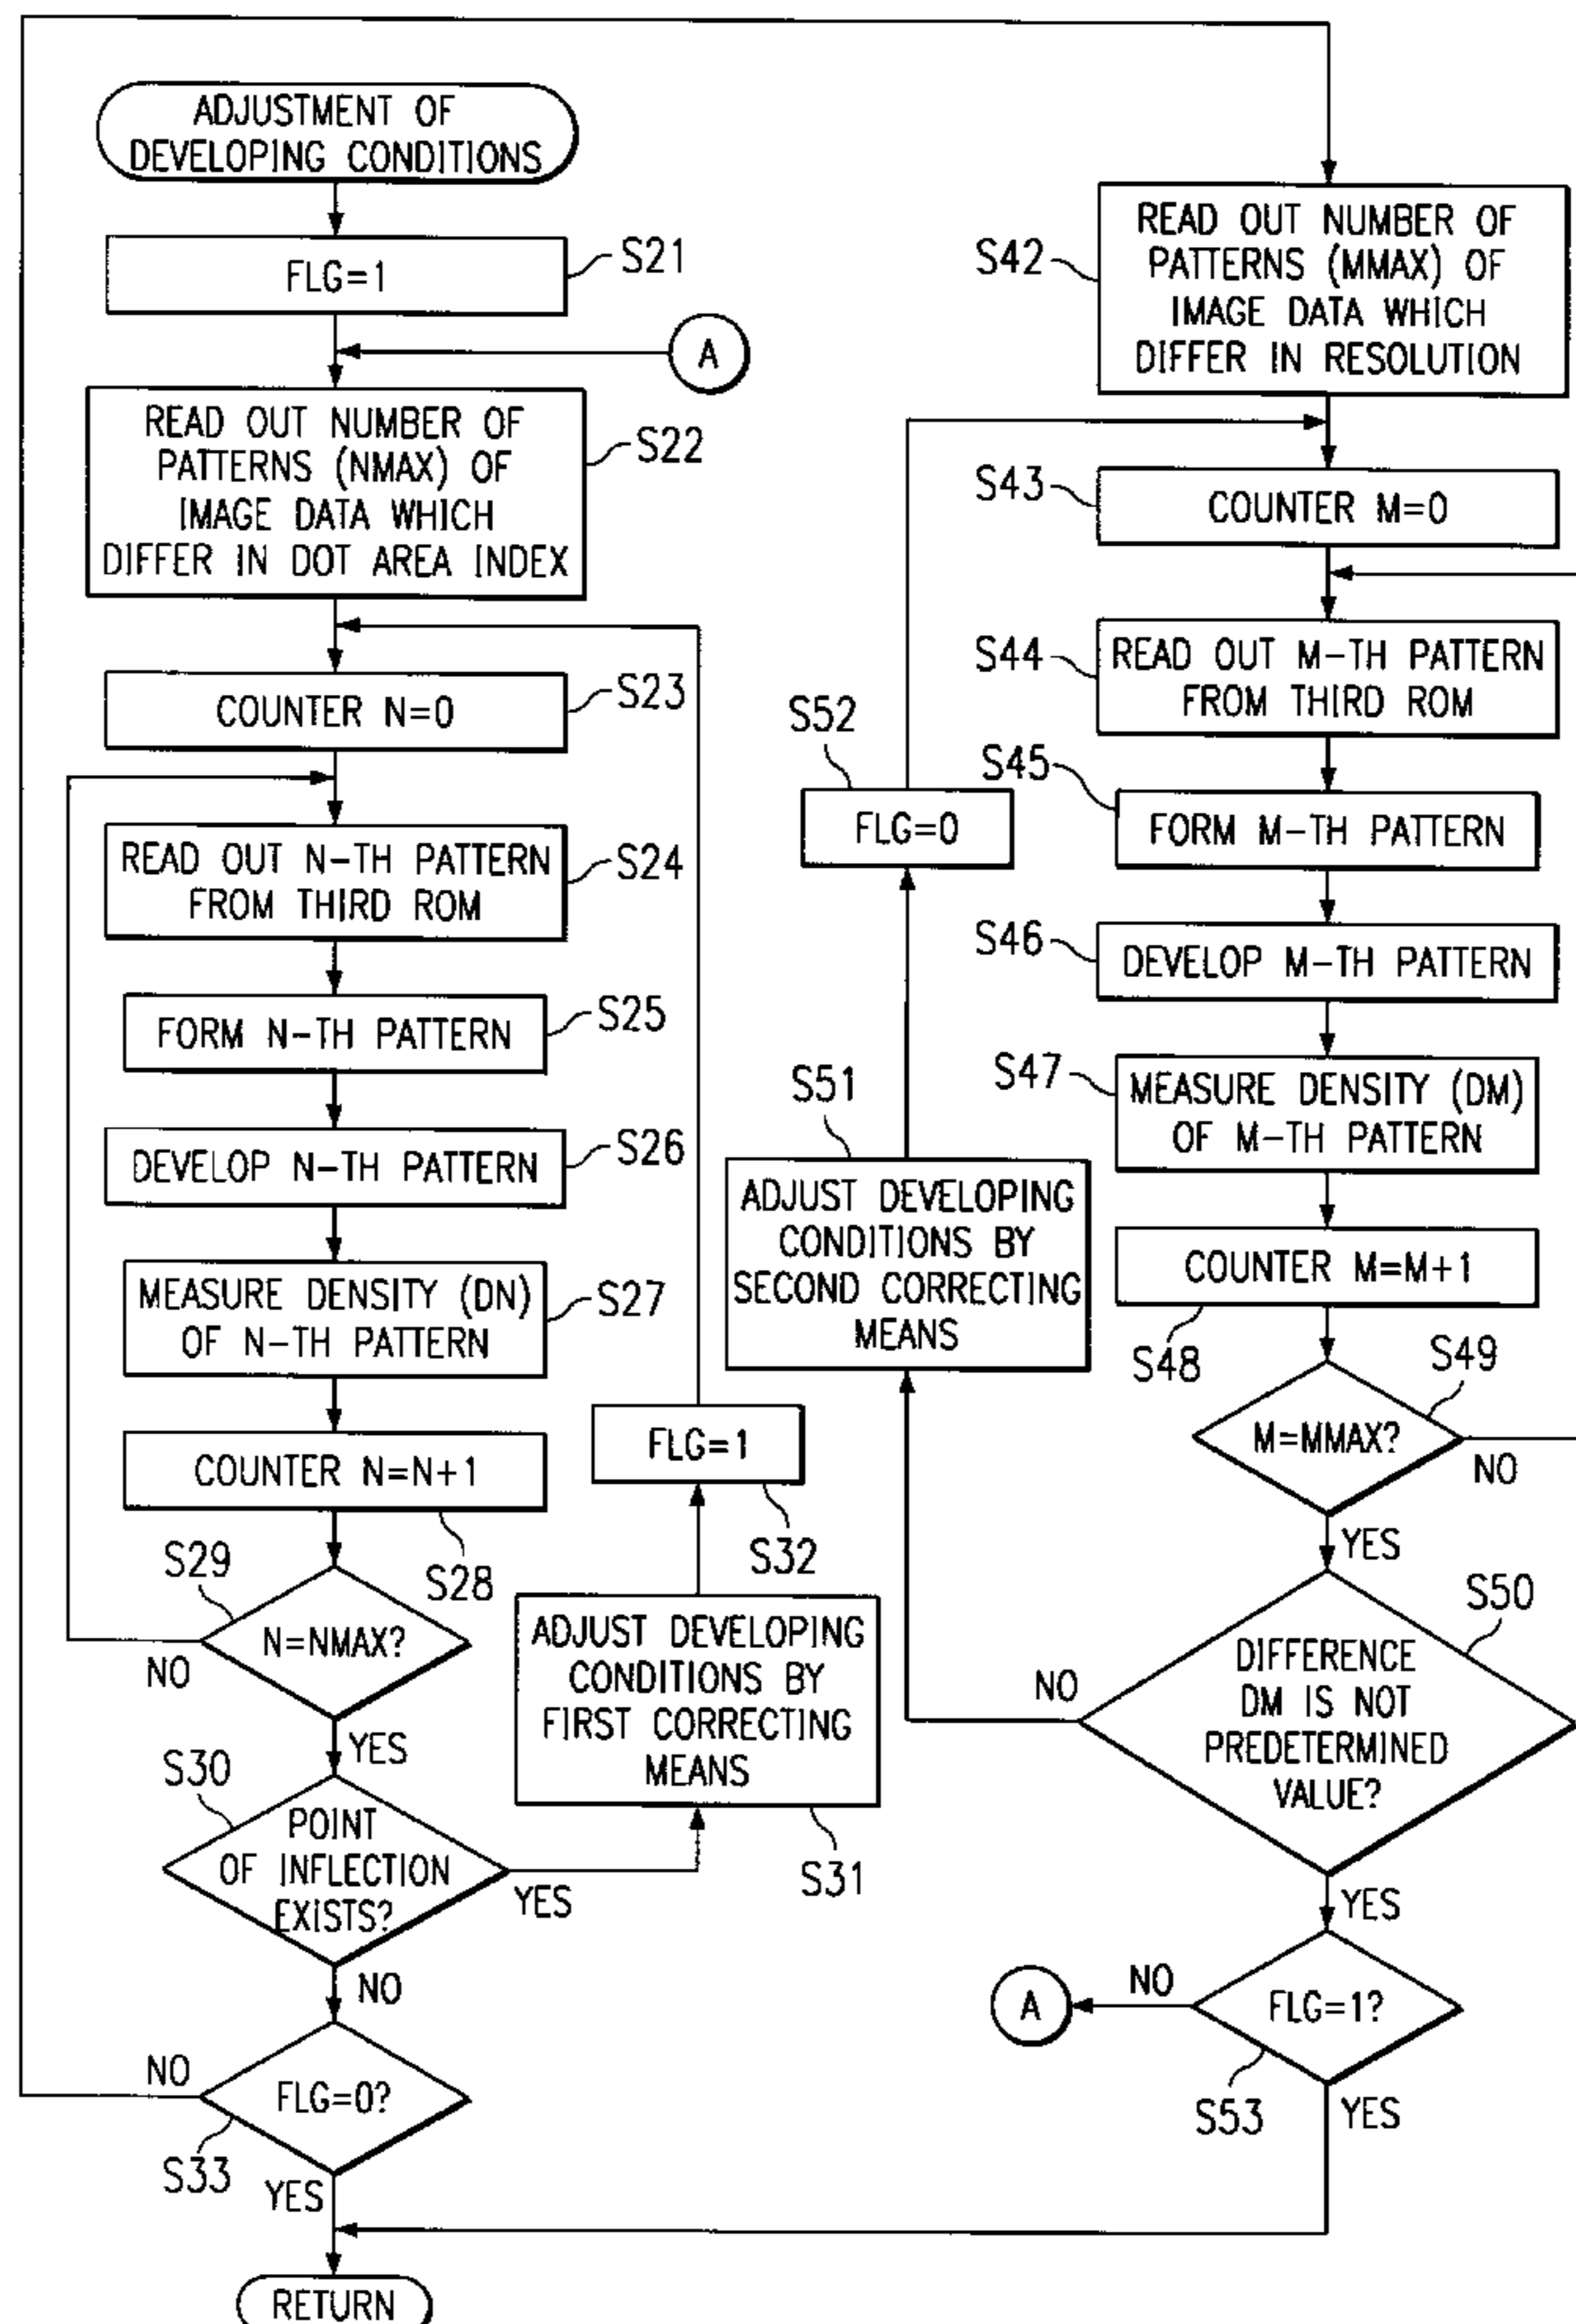 ADJUSTMENT OF
DEVELOPING CONDITIONS
FLG=1
S21
A
READ OUT NUMBER OF
PATTERNS (NMAX) OF
IMAGE DATA WHICH
DIFFER IN DOT AREA INDEX
S22
COUNTER N=0
S23
READ OUT N-TH PATTERN
FROM THIRD ROM
S24
FORM N-TH PATTERN
S25
DEVELOP N-TH PATTERN
S26
MEASURE DENSITY (DN)
OF N-TH PATTERN
S27
COUNTER N=N+1
S28
S29
N=NMAX?
NO
YES
S30
POINT
OF INFLECTION
EXISTS?
YES
NO
FLG=1
S32
ADJUST DEVELOPING
CONDITIONS BY
FIRST CORRECTING
MEANS
S31
NO
FLG=0?
S33
YES
RETURN
S42
READ OUT NUMBER OF
PATTERNS (MMAX) OF
IMAGE DATA WHICH
DIFFER IN RESOLUTION
S43
COUNTER M=0
S44
READ OUT M-TH PATTERN
FROM THIRD ROM
S45
FORM M-TH PATTERN
S46
DEVELOP M-TH PATTERN
S47
MEASURE DENSITY (DM)
OF M-TH PATTERN
COUNTER M=M+1
S48
S49
M=MMAX?
NO
YES
S50
DIFFERENCE
DM IS NOT
PREDETERMINED
VALUE?
NO
YES
S52
FLG=0
S51
ADJUST DEVELOPING
CONDITIONS BY
SECOND CORRECTING
MEANS
A
NO
FLG=1?
S53
YES